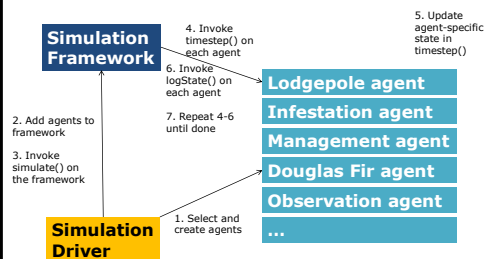 5. Update
agent-specific
state in
timestep()
Simulation
Framework
4. Invoke
timestep() on
each agent
6. Invoke
logState() on
each agent
7. Repeat 4-6
until done
Lodgepole agent
Infestation agent
Management agent
Douglas Fir agent
Observation agent
...
2. Add agents to
framework
3. Invoke
simulate() on
the framework
1. Select and
create agents
Simulation
Driver